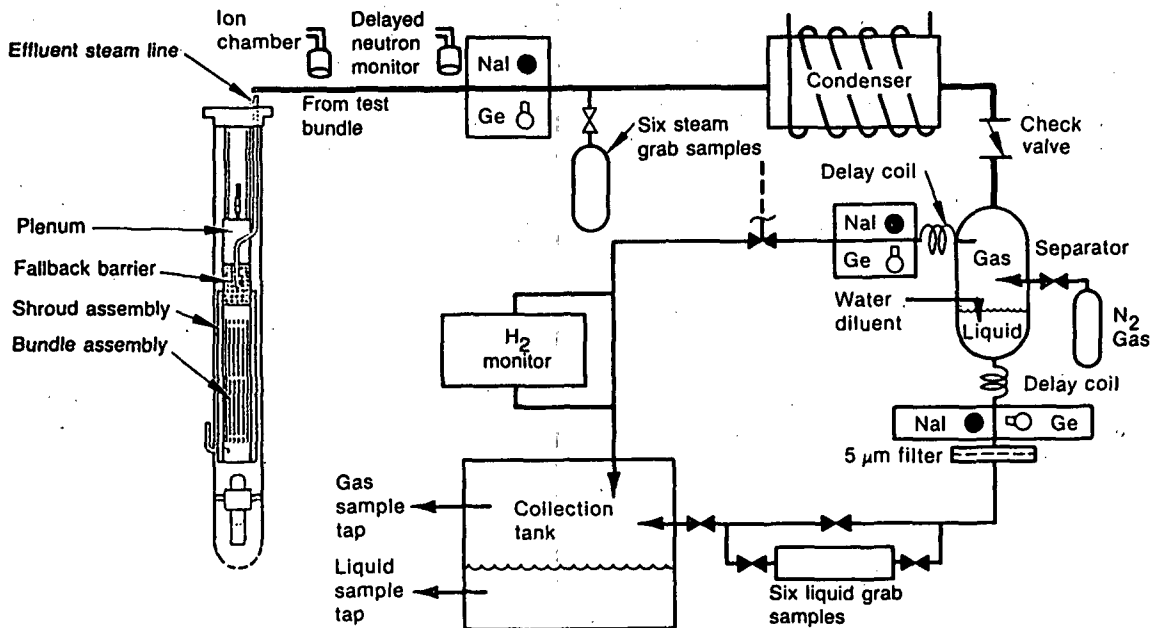 Ion
chamber
Delayed
neutron
monitor
Effluent steam line
NaI
Ge
From test
bundle
Six steam
grab samples
Condenser
Check
valve
Delay coil
Plenum
Fallback barrier
Shroud assembly
Bundle assembly
NaI
Ge
Gas
Separator
Water
diluent
Liquid
N2
Gas
H2
monitor
Delay coil
NaI
Ge
5 μm filter
Gas
sample
tap
Collection
tank
Liquid
sample
tap
Six liquid grab
samples